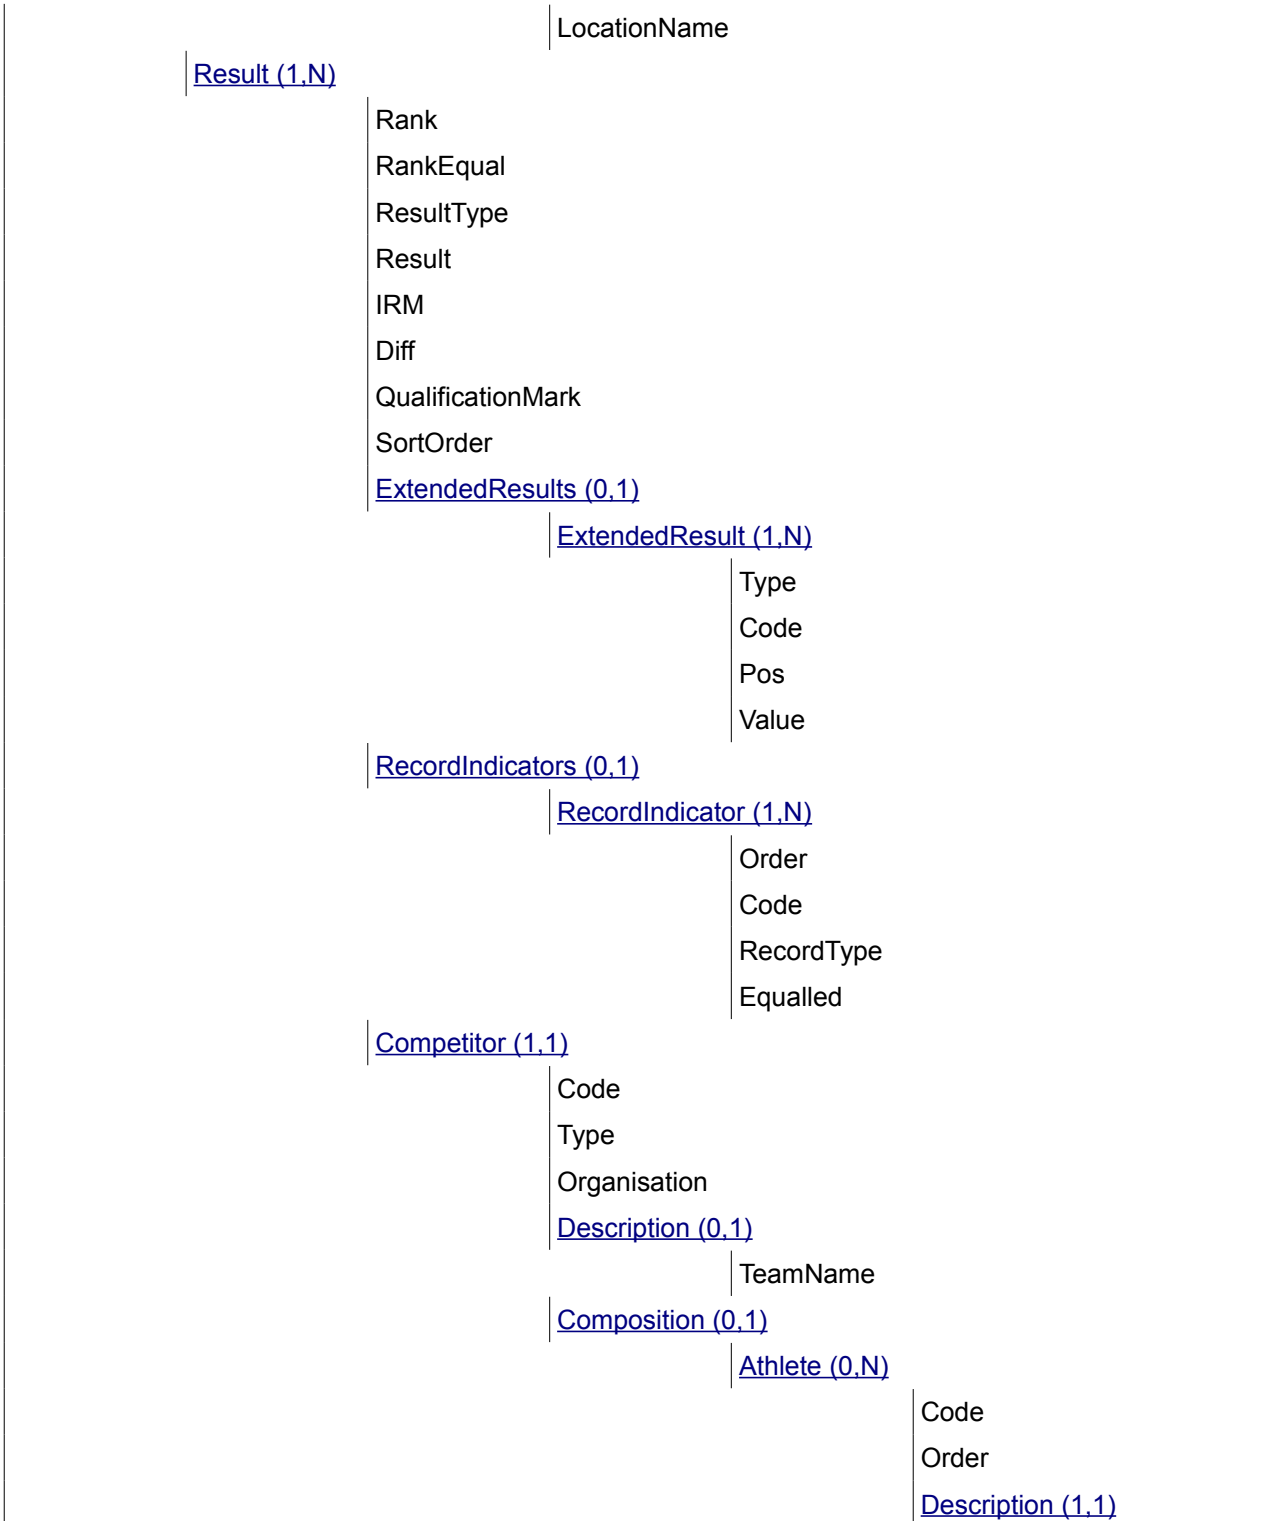 LocationName
Result (1,N)
Rank
RankEqual
ResultType
Result
IRM
Diff
QualificationMark
SortOrder
ExtendedResults (0,1)
ExtendedResult (1,N)
Type
Code
Pos
Value
RecordIndicators (0,1)
RecordIndicator (1,N)
Order
Code
RecordType
Equalled
Competitor (1,1)
Code
Type
Organisation
Description (0,1)
TeamName
Composition (0,1)
Athlete (0,N)
Code
Order
Description (1,1)